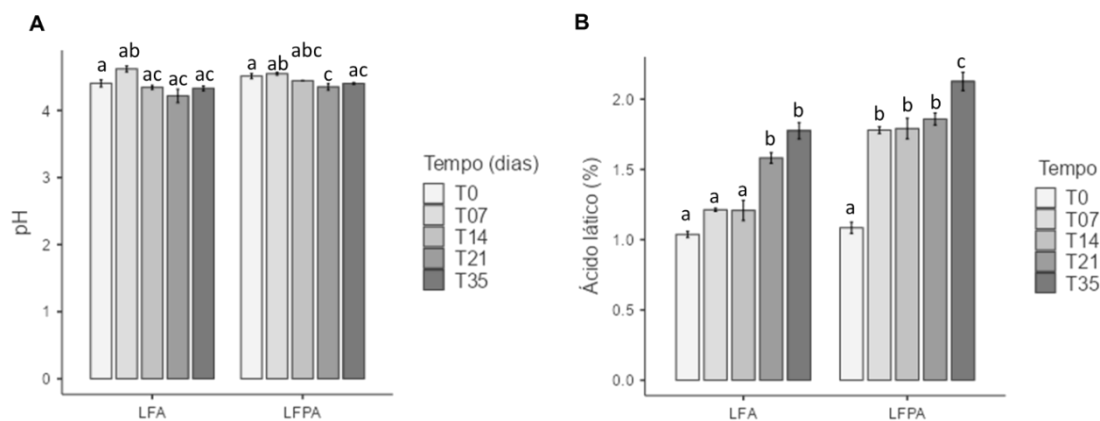 A
pH
4
3
2
1
0
a
ab
ac
ac
ac
a
ab
abc
c
ac
LFA
LFPA
Tempo (dias)
T0
T07
T14
T21
T35
B
Ácido lático (%)
2.0
1.5
1.0
0.5
0.0
a
a
a
b
b
a
b
b
b
c
LFA
LFPA
Tempo
T0
T07
T14
T21
T35